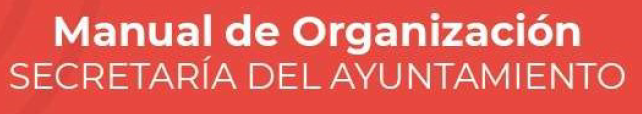 Manual de Organización
SECRETARÍA DEL AYUNTAMIENTO